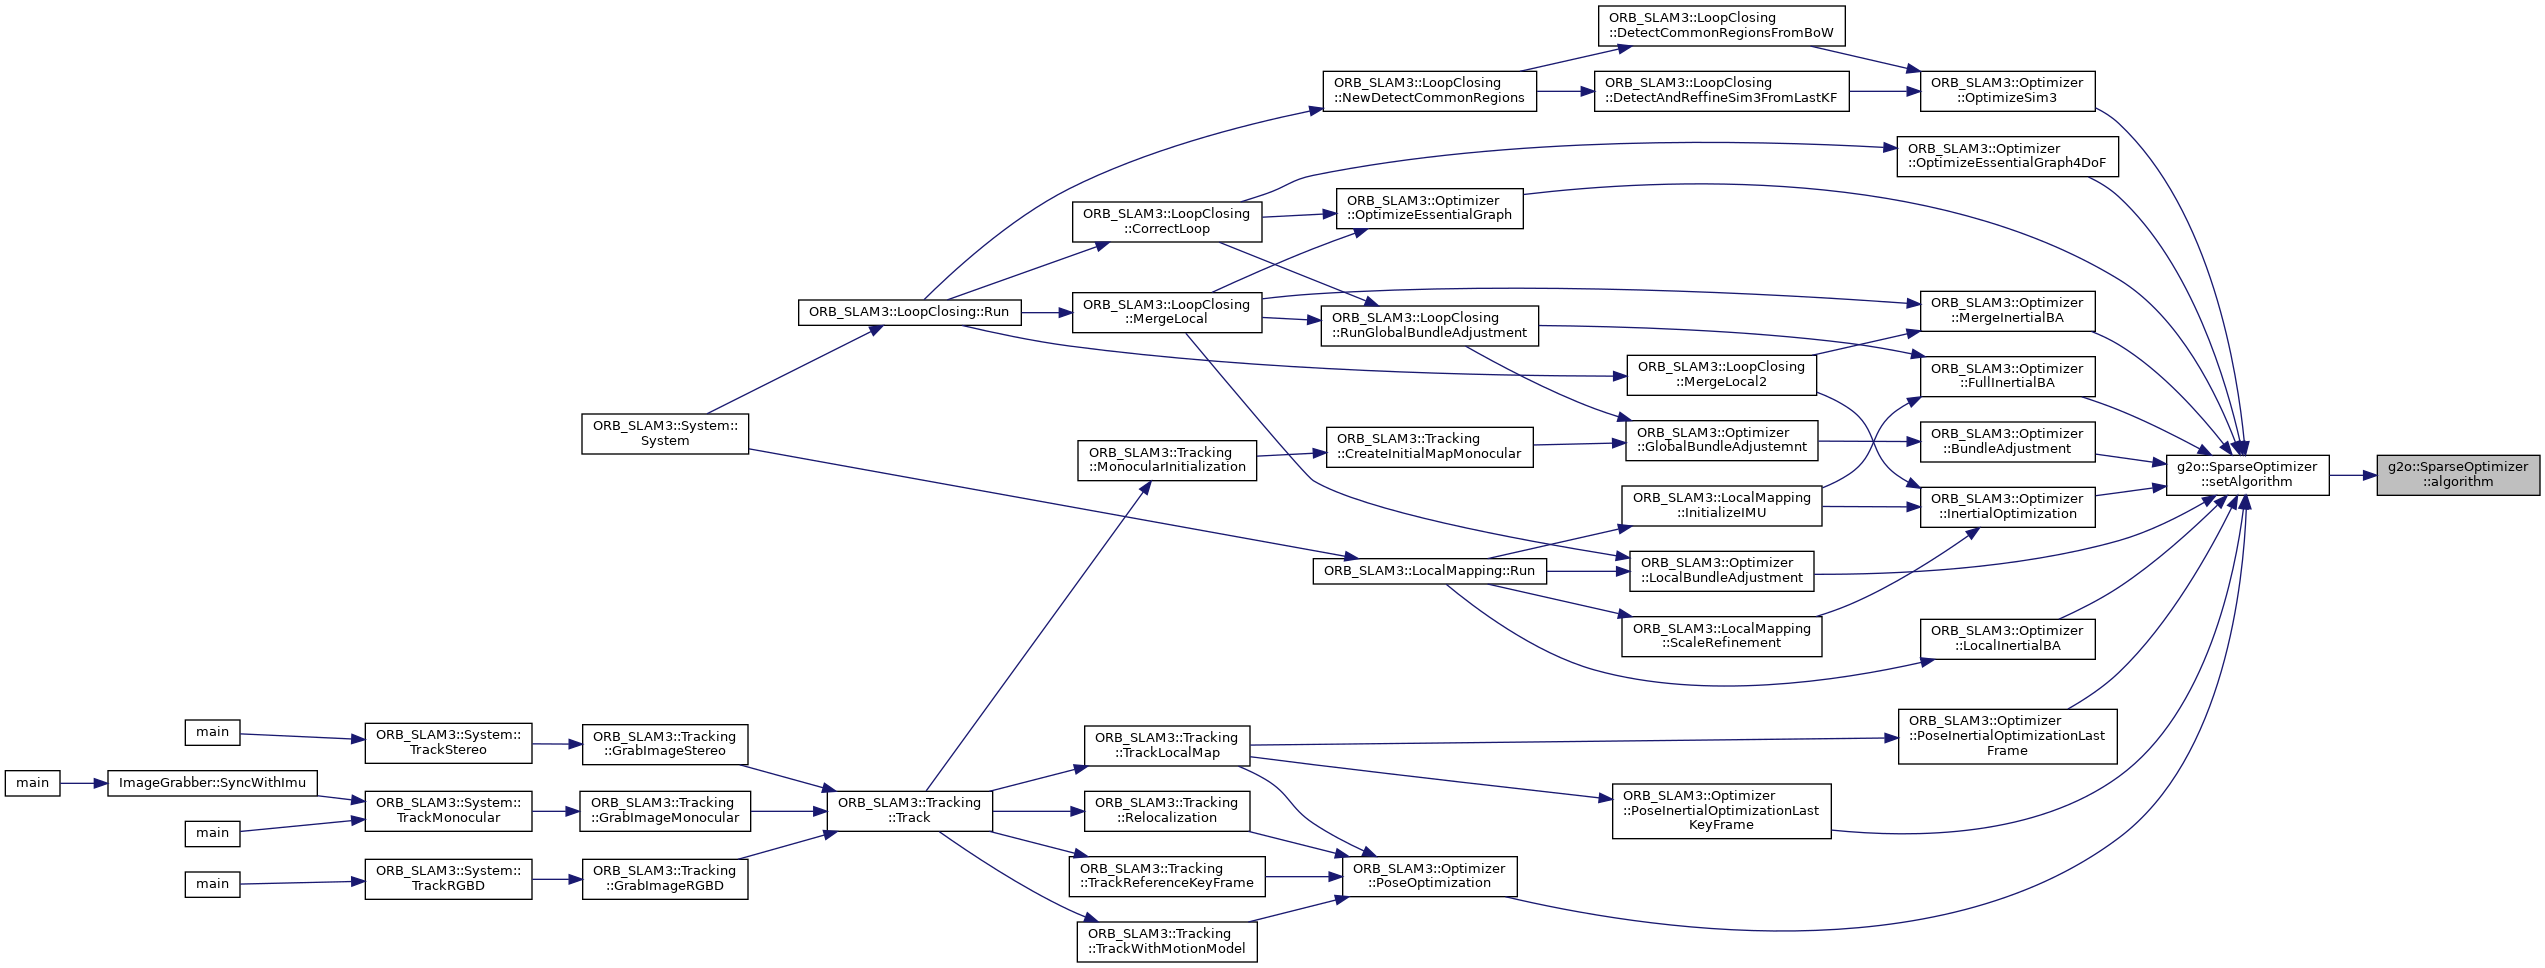 ORB_SLAM3::LoopClosing
::DetectCommonRegionsFromBoW
ORB_SLAM3::LoopClosing
::NewDetectCommonRegions
ORB_SLAM3::LoopClosing
::DetectAndReffineSim3FromLastKF
ORB_SLAM3::Optimizer
::OptimizeSim3
ORB_SLAM3::Optimizer
::OptimizeEssentialGraph4DoF
ORB_SLAM3::LoopClosing
::CorrectLoop
ORB_SLAM3::Optimizer
::OptimizeEssentialGraph
ORB_SLAM3::LoopClosing::Run
ORB_SLAM3::LoopClosing
::MergeLocal
ORB_SLAM3::LoopClosing
::RunGlobalBundleAdjustment
ORB_SLAM3::Optimizer
::MergeInertialBA
ORB_SLAM3::LoopClosing
::MergeLocal2
ORB_SLAM3::Optimizer
::FullInertialBA
ORB_SLAM3::System::
System
ORB_SLAM3::Tracking
::MonocularInitialization
ORB_SLAM3::Tracking
::CreateInitialMapMonocular
ORB_SLAM3::Optimizer
::GlobalBundleAdjustemnt
ORB_SLAM3::Optimizer
::BundleAdjustment
g2o::SparseOptimizer
::setAlgorithm
g2o::SparseOptimizer
::algorithm
ORB_SLAM3::LocalMapping
::InitializeIMU
ORB_SLAM3::Optimizer
::InertialOptimization
ORB_SLAM3::LocalMapping::Run
ORB_SLAM3::Optimizer
::LocalBundleAdjustment
ORB_SLAM3::LocalMapping
::ScaleRefinement
ORB_SLAM3::Optimizer
::LocalInertialBA
main
ORB_SLAM3::System::
TrackStereo
ORB_SLAM3::Tracking
::GrabImageStereo
ORB_SLAM3::Tracking
::TrackLocalMap
ORB_SLAM3::Optimizer
::PoseInertialOptimizationLast
Frame
main
ImageGrabber::SyncWithImu
ORB_SLAM3::System::
TrackMonocular
ORB_SLAM3::Tracking
::GrabImageMonocular
ORB_SLAM3::Tracking
::Track
ORB_SLAM3::Tracking
::Relocalization
ORB_SLAM3::Optimizer
::PoseInertialOptimizationLast
KeyFrame
main
main
ORB_SLAM3::System::
TrackRGBD
ORB_SLAM3::Tracking
::GrabImageRGBD
ORB_SLAM3::Tracking
::TrackReferenceKeyFrame
ORB_SLAM3::Optimizer
::PoseOptimization
ORB_SLAM3::Tracking
::TrackWithMotionModel